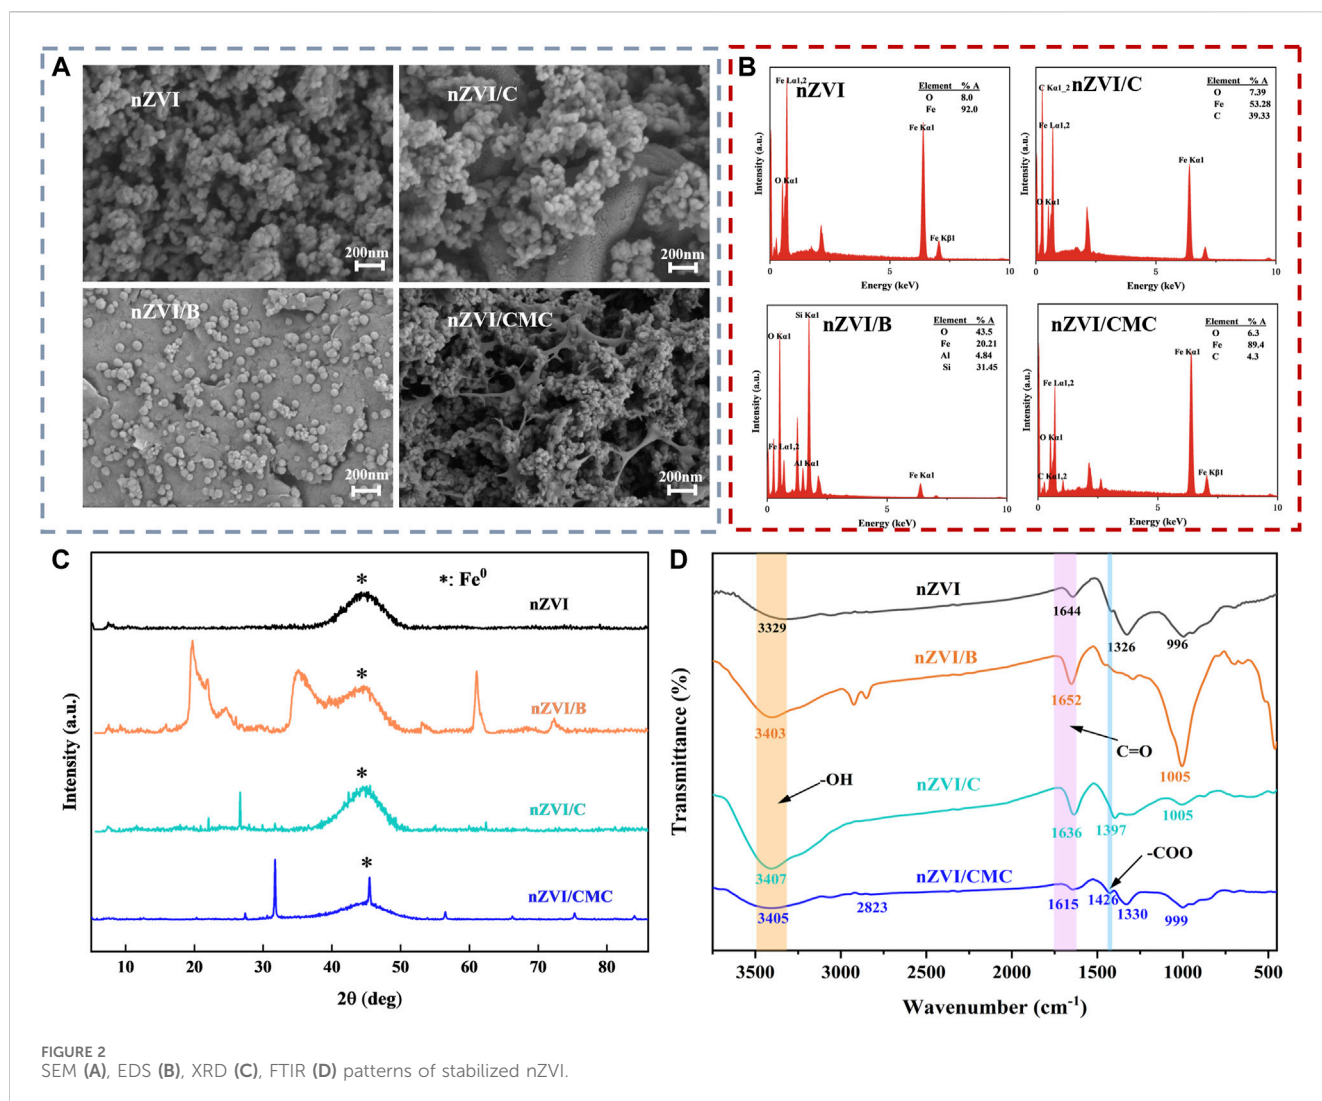 A
nZVI
200nm
nZVI/C
200nm
nZVI/B
200nm
nZVI/CMC
200nm
B
nZVI
Fe Lα1,2
O Kα1
Fe Kα1
Fe Kβ1
Element % A
O 8.0
Fe 92.0
Intensity (a.u.)
0 5 10
Energy (keV)
nZVI/C
C Kα1_2
Fe Lα1,2
O Kα1
Fe Kα1
Element % A
O 7.39
Fe 53.28
C 39.33
Intensity (a.u.)
0 5 10
Energy (keV)
nZVI/B
Si Kα1
O Kα1
Fe Lα1,2
Al Kα1
Fe Kα1
Element % A
O 43.5
Fe 20.21
Al 4.84
Si 31.45
Intensity (a.u.)
0 5 10
Energy (keV)
nZVI/CMC
Fe Kα1
Fe Lα1,2
O Kα1
C Kα1,2
Fe Kβ1
Element % A
O 6.3
Fe 89.4
C 4.3
Intensity (a.u.)
0 5 10
Energy (keV)
C
*: Fe⁰
*
nZVI
*
nZVI/B
*
nZVI/C
*
nZVI/CMC
Intensity (a.u.)
10 20 30 40 50 60 70 80
2θ (deg)
D
nZVI
3329
1644
1326
996
nZVI/B
3403
1652
1005
C=O
-OH
nZVI/C
3407
1636
1397
1005
-COO
nZVI/CMC
3405
2823
1615
1426
1330
999
Transmittance (%)
3500 3000 2500 2000 1500 1000 500
Wavenumber (cm⁻¹)
FIGURE 2
SEM (A), EDS (B), XRD (C), FTIR (D) patterns of stabilized nZVI.